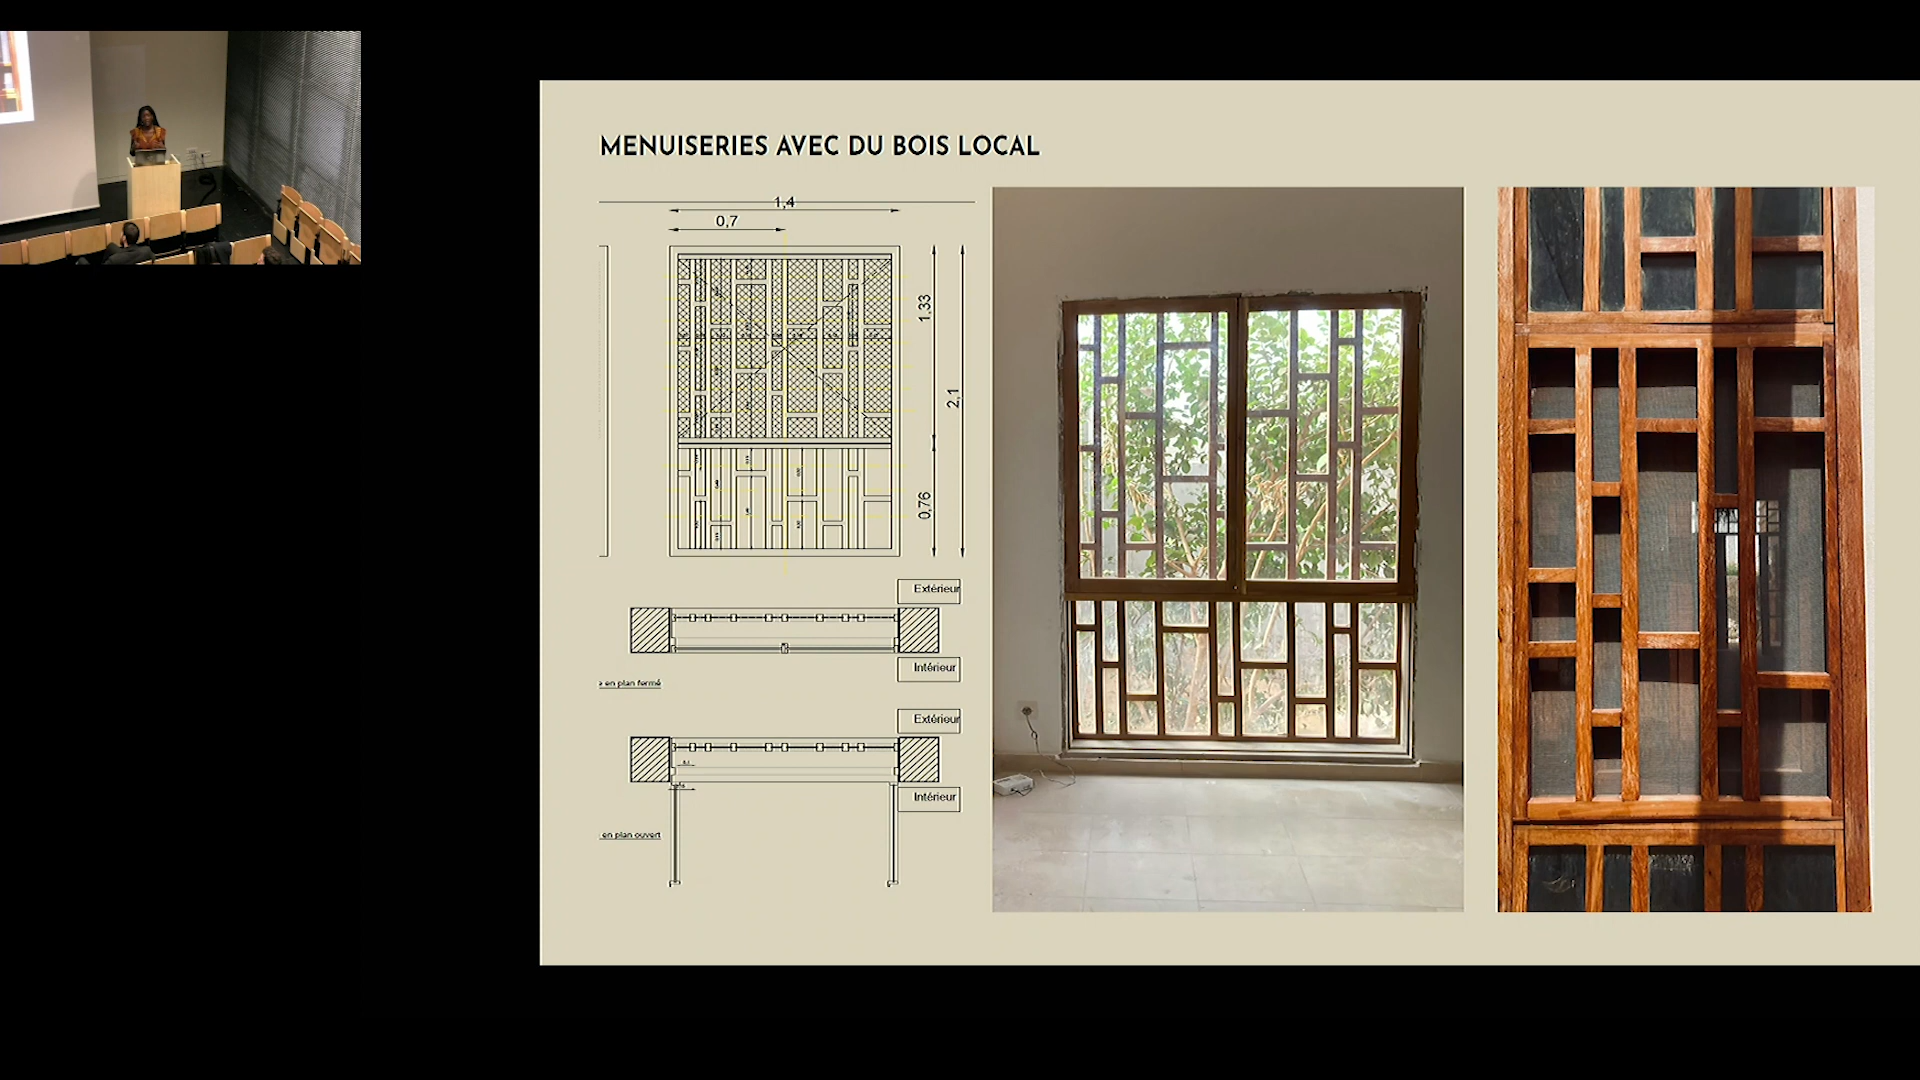 MENUISERIES AVEC DU BOIS LOCAL
1,4
0,7
1.33
2,1
0,76
Extérieur
Intérieur
en plan fermé
Extérieur
Intérieur
en plan ouvert